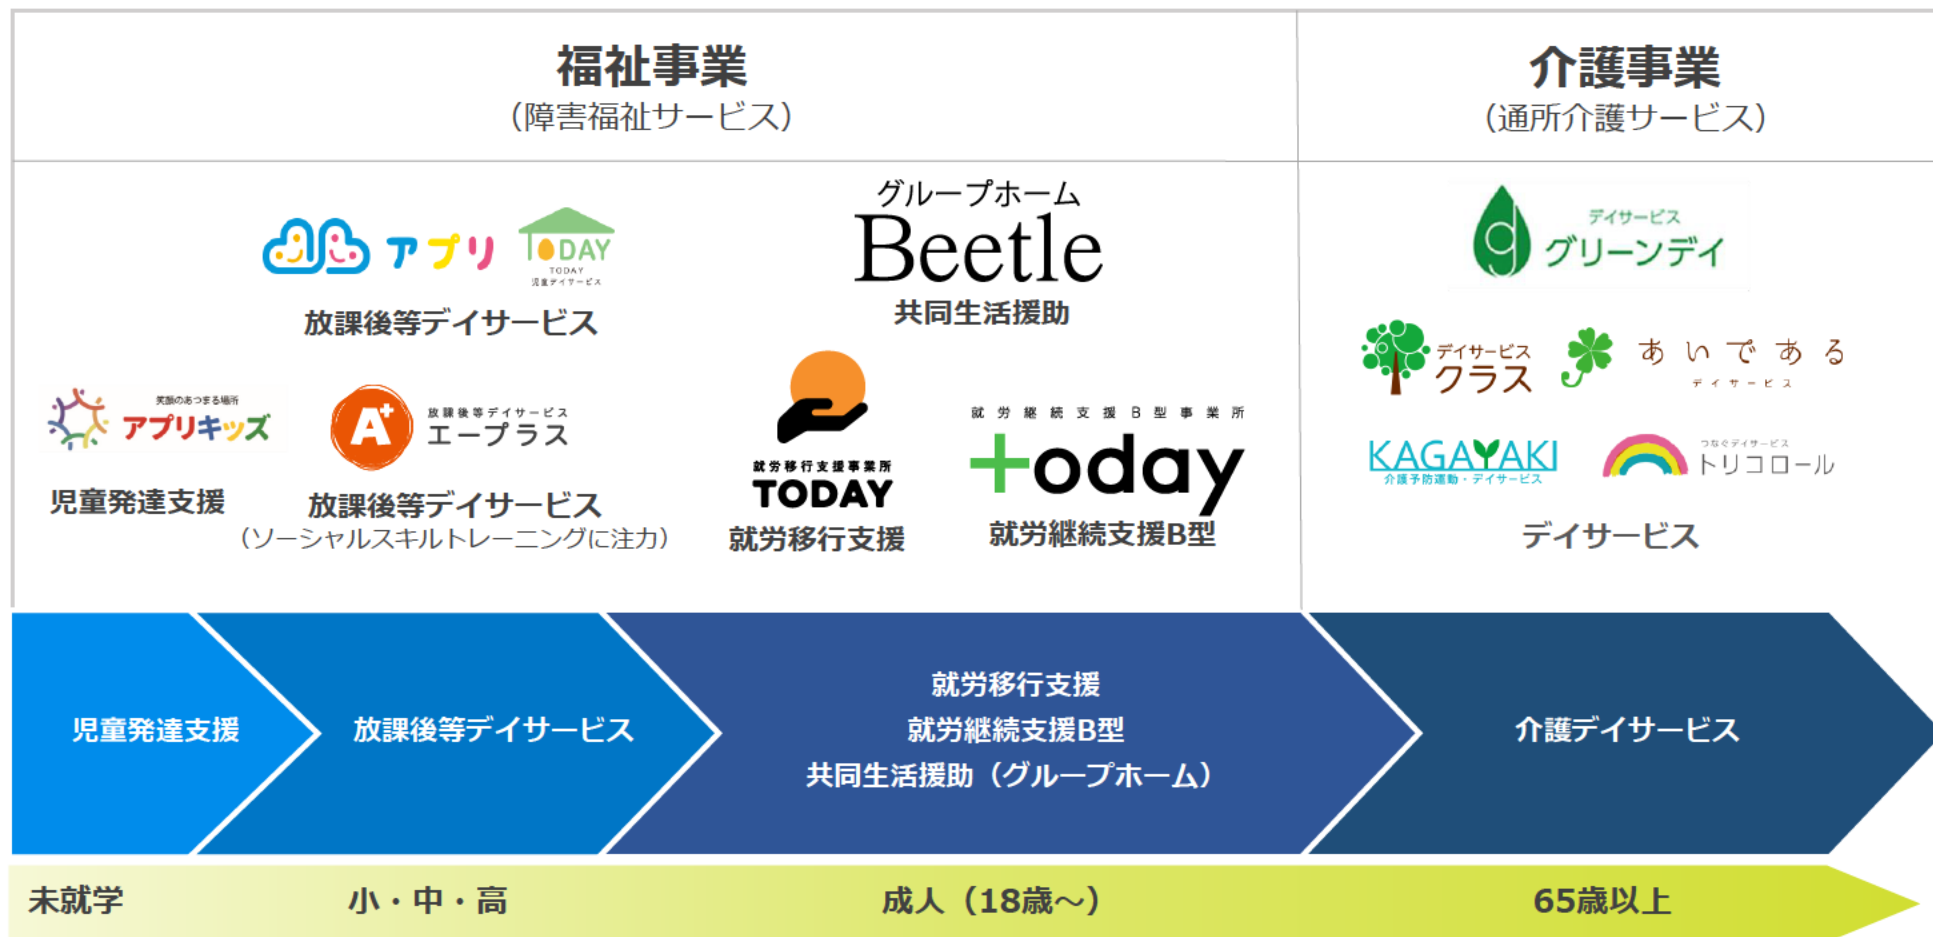 福祉事業
（障害福祉サービス）
介護事業
（通所介護サービス）
アプリ
TODAY
TODAY
児童デイサービス
放課後等デイサービス
グループホーム
Beetle
共同生活援助
デイサービス
グリーンデイ
デイサービス
クラス
あいである
デイサービス
笑顔のあつまる場所
アプリキッズ
児童発達支援
A+
放課後等デイサービス
エープラス
放課後等デイサービス
（ソーシャルスキルトレーニングに注力）
就労移行支援事業所
TODAY
就労移行支援
就労継続支援B型事業所
today
就労継続支援B型
KAGAYAKI
介護予防運動・デイサービス
つなぐデイサービス
トリコロール
デイサービス
児童発達支援
放課後等デイサービス
就労移行支援
就労継続支援B型
共同生活援助（グループホーム）
介護デイサービス
未就学
小・中・高
成人（18歳～）
65歳以上